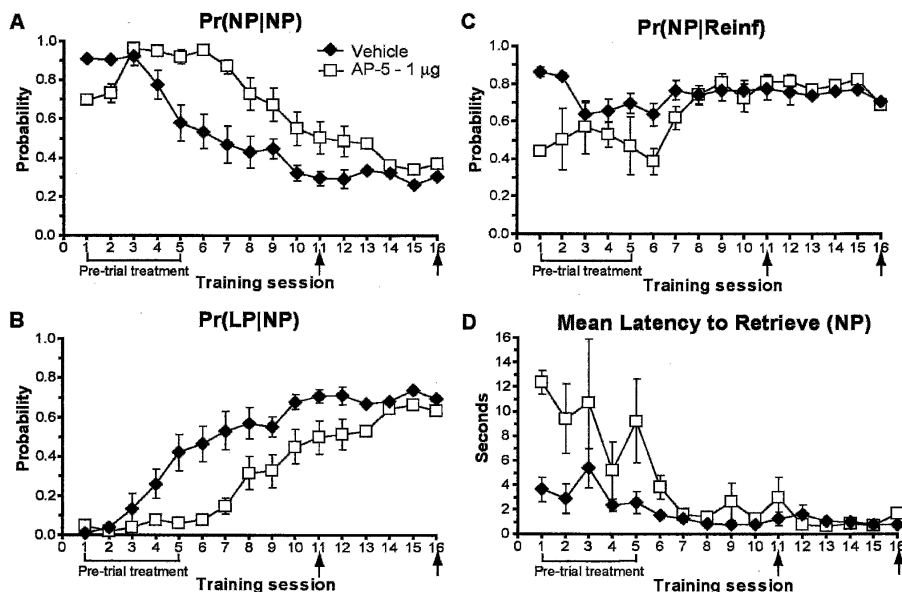 A
Pr(NP|NP)
Vehicle
AP-5 - 1 µg
Probability
1.0
0.8
0.6
0.4
0.2
0.0
0 1 2 3 4 5 6 7 8 9 10 11 12 13 14 15 16
Pre-trial treatment
Training session
B
Pr(LP|NP)
Probability
1.0
0.8
0.6
0.4
0.2
0.0
0 1 2 3 4 5 6 7 8 9 10 11 12 13 14 15 16
Pre-trial treatment
Training session
C
Pr(NP|Reinf)
Probability
1.0
0.8
0.6
0.4
0.2
0.0
0 1 2 3 4 5 6 7 8 9 10 11 12 13 14 15 16
Pre-trial treatment
Training session
D
Mean Latency to Retrieve (NP)
Seconds
16
14
12
10
8
6
4
2
0
0 1 2 3 4 5 6 7 8 9 10 11 12 13 14 15 16
Pre-trial treatment
Training session